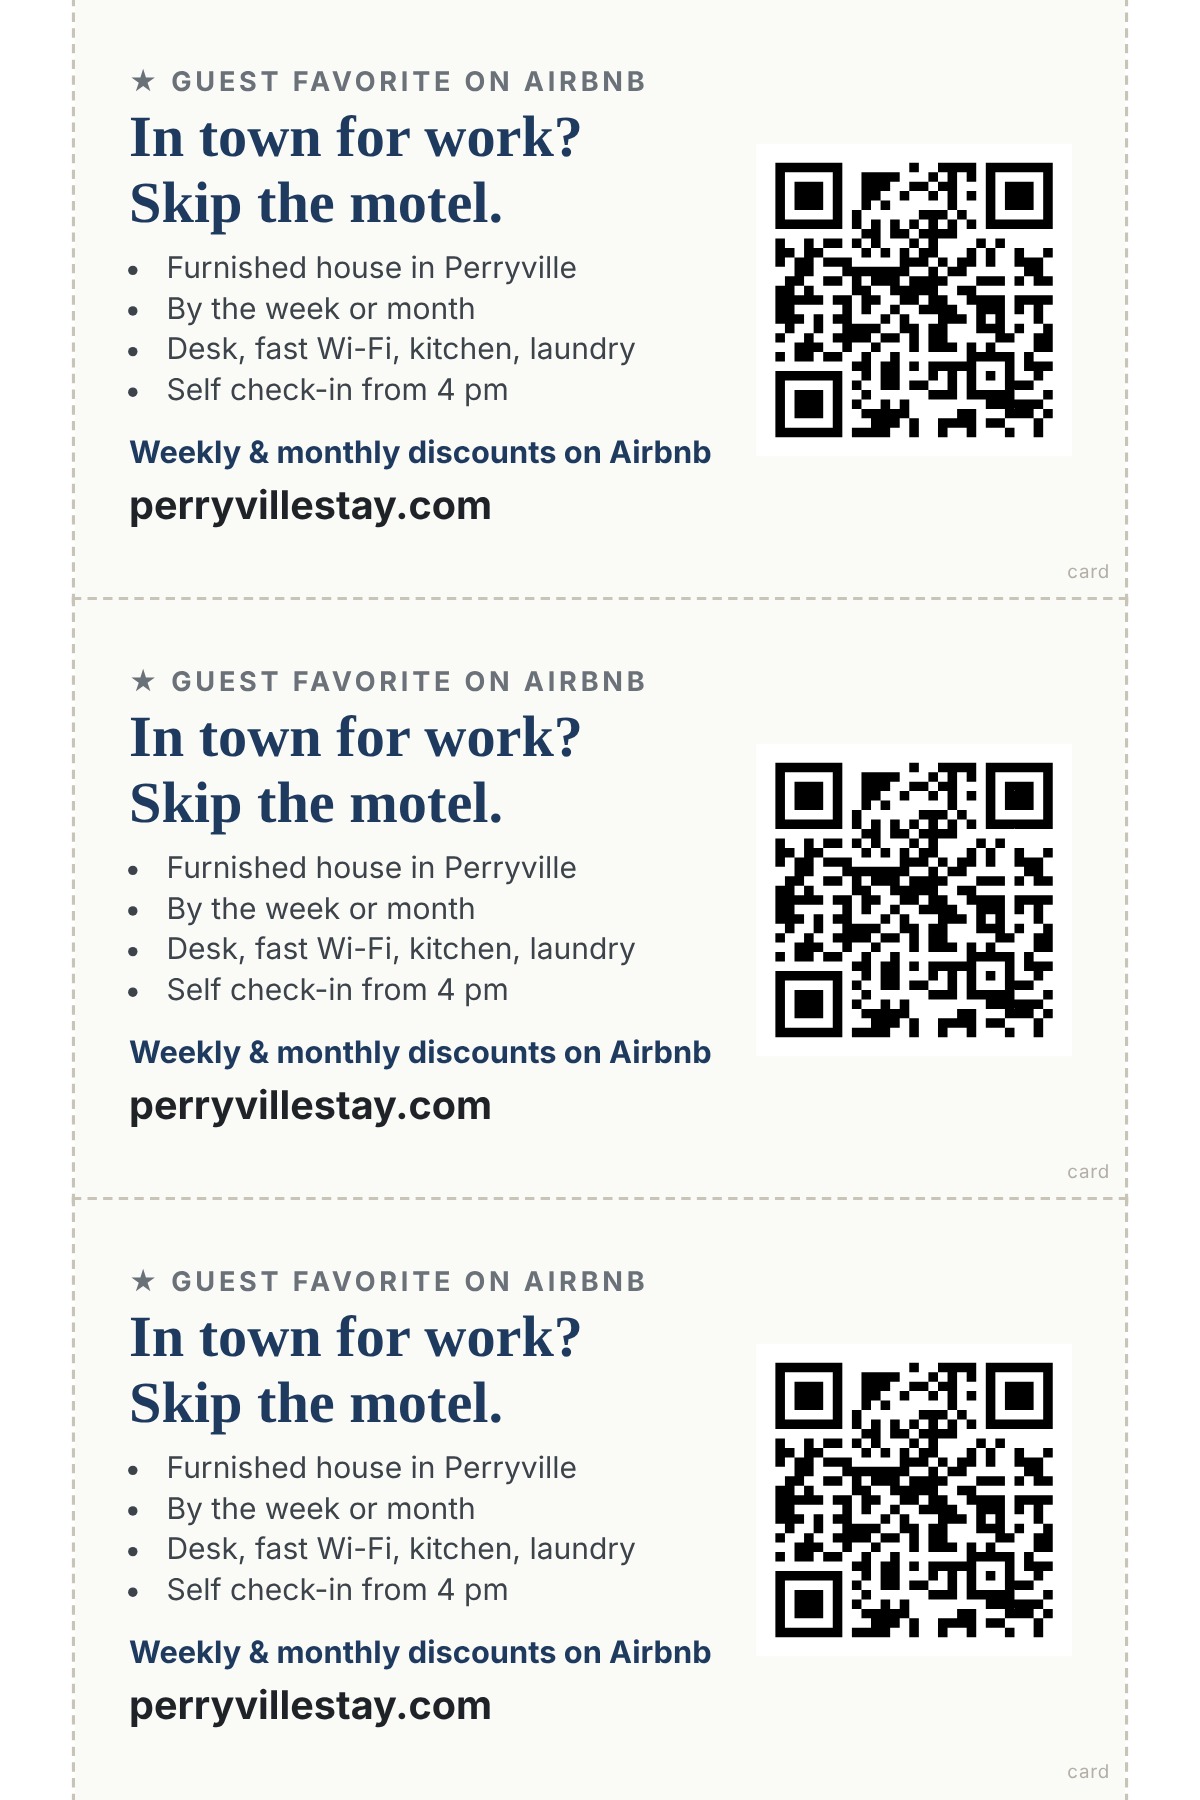 ★ GUEST FAVORITE ON AIRBNB
In town for work?
Skip the motel.
• Furnished house in Perryville
• By the week or month
• Desk, fast Wi-Fi, kitchen, laundry
• Self check-in from 4 pm
Weekly & monthly discounts on Airbnb
perryvillestay.com
card
★ GUEST FAVORITE ON AIRBNB
In town for work?
Skip the motel.
• Furnished house in Perryville
• By the week or month
• Desk, fast Wi-Fi, kitchen, laundry
• Self check-in from 4 pm
Weekly & monthly discounts on Airbnb
perryvillestay.com
card
★ GUEST FAVORITE ON AIRBNB
In town for work?
Skip the motel.
• Furnished house in Perryville
• By the week or month
• Desk, fast Wi-Fi, kitchen, laundry
• Self check-in from 4 pm
Weekly & monthly discounts on Airbnb
perryvillestay.com
card